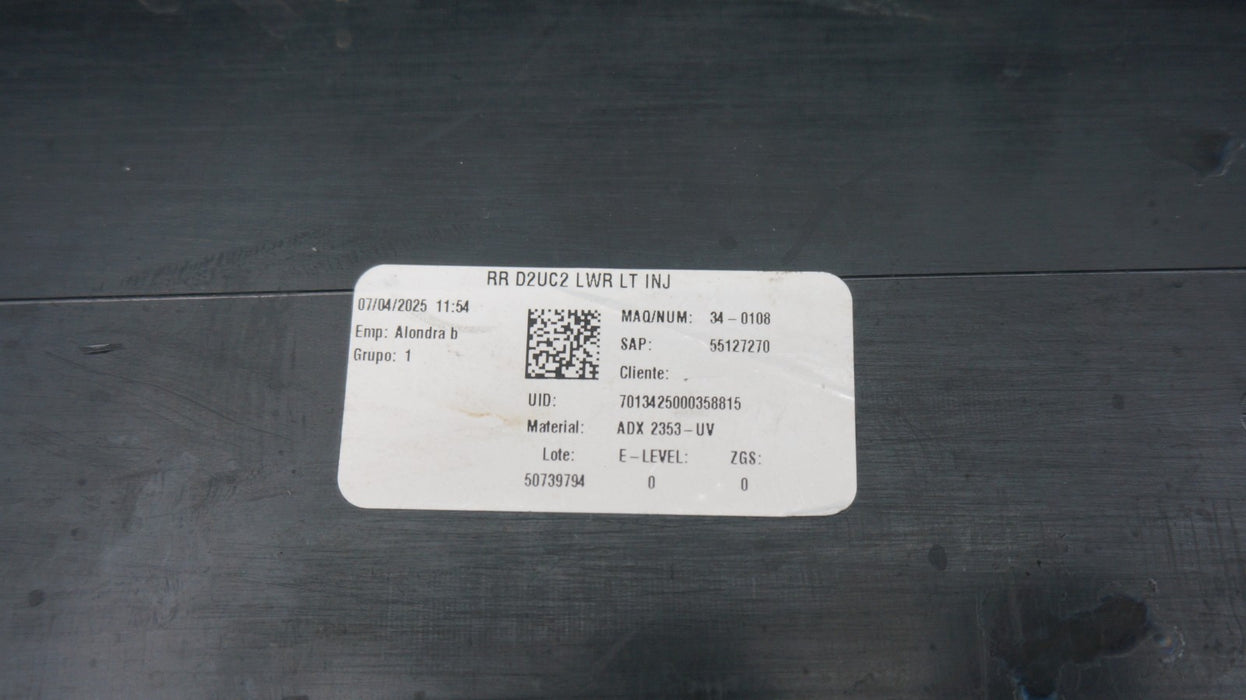 RR D2UC2 LWR LT INJ
07/04/2025 11:54
Emp: Alondra b
Grupo: 1
MAQ/NUM: 34-0108
SAP: 55127270
Cliente: -
UID: 7013425000358815
Material: ADX 2353-UV
Lote: E-LEVEL: ZGS:
50739794 0 0